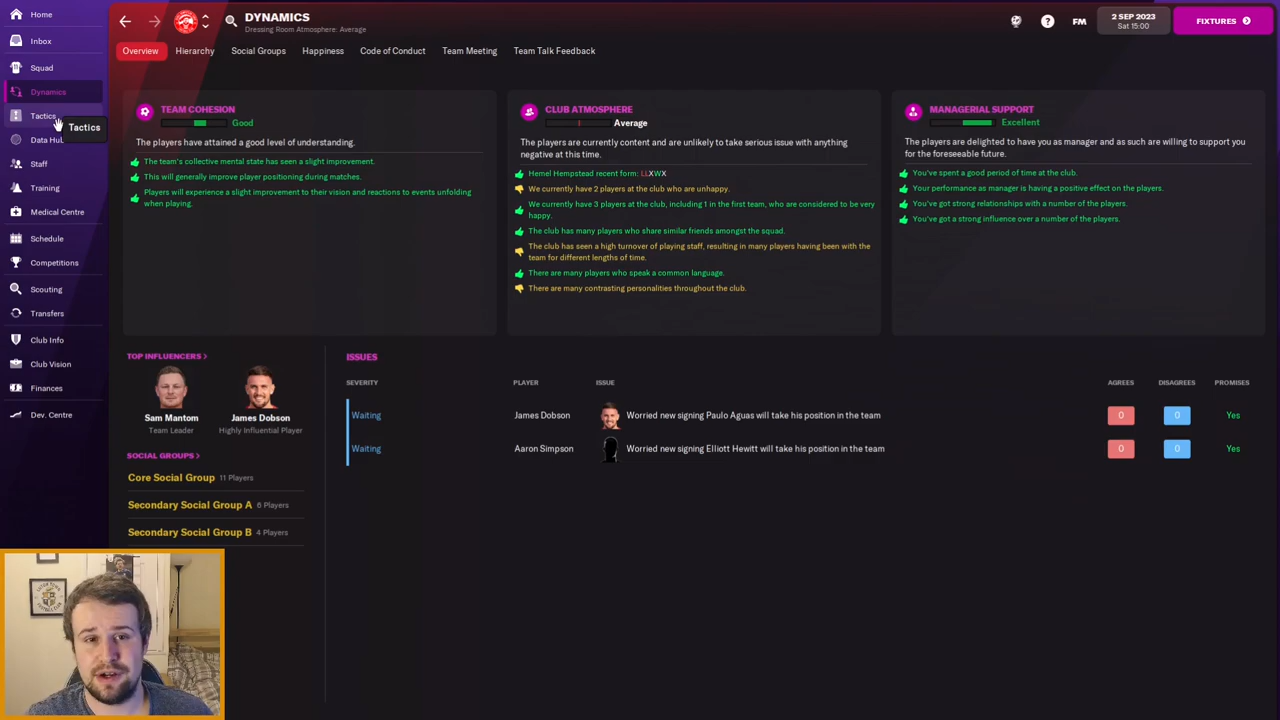 Home
Inbox
Squad
Dynamics
Tactics
Tactics
Data Hu
Staff
Training
Medical Centre
Schedule
Competitions
Scouting
Transfers
Club Info
Club Vision
Finances
Dev. Centre
DYNAMICS
Dressing Room Atmosphere: Average
?
FM
2 SEP 2023
Sat 15:00
FIXTURES
Overview
Hierarchy
Social Groups
Happiness
Code of Conduct
Team Meeting
Team Talk Feedback
TEAM COHESION
Good
The players have attained a good level of understanding.
The team's collective mental state has seen a slight improvement.
This will generally improve player positioning during matches.
Players will experience a slight improvement to their vision and reactions to events unfolding
when playing.
CLUB ATMOSPHERE
Average
The players are currently content and are unlikely to take serious issue with anything
negative at this time.
Hemel Hempstead recent form: LLXWX
We currently have 2 players at the club who are unhappy.
We currently have 3 players at the club, including 1 in the first team, who are considered to be very
happy.
The club has many players who share similar friends amongst the squad.
The club has seen a high turnover of playing staff, resulting in many players having been with the
team for different lengths of time.
There are many players who speak a common language.
There are many contrasting personalities throughout the club.
MANAGERIAL SUPPORT
Excellent
The players are delighted to have you as manager and as such are willing to support you
for the foreseeable future.
You've spent a good period of time at the club.
Your performance as manager is having a positive effect on the players.
You've got strong relationships with a number of the players.
You've got a strong influence over a number of the players.
TOP INFLUENCERS >
Sam Mantom
Team Leader
James Dobson
Highly Influential Player
SOCIAL GROUPS >
Core Social Group 11 Players
Secondary Social Group A 6 Players
Secondary Social Group B 4 Players
ISSUES
SEVERITY PLAYER ISSUE AGREES DISAGREES PROMISES
Waiting James Dobson Worried new signing Paulo Aguas will take his position in the team 0 0 Yes
Waiting Aaron Simpson Worried new signing Elliott Hewitt will take his position in the team 0 0 Yes